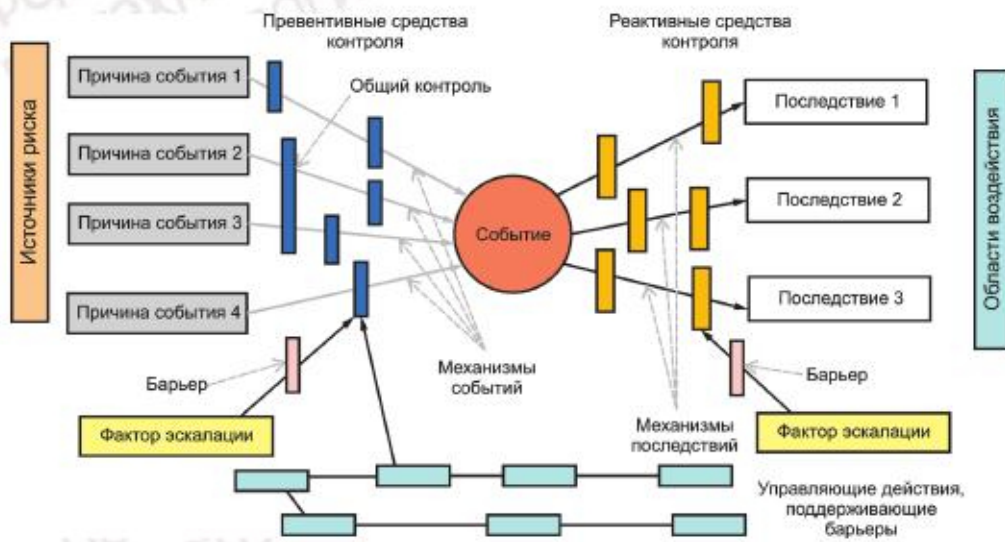 Превентивные средства
контроля
Реактивные средства
контроля
Источники риска
Причина события 1
Причина события 2
Причина события 3
Причина события 4
Общий контроль
Событие
Последствие 1
Последствие 2
Последствие 3
Области воздействия
Барьер
Механизмы
событий
Барьер
Фактор эскалации
Механизмы
последствий
Фактор эскалации
Управляющие действия,
поддерживающие
барьеры